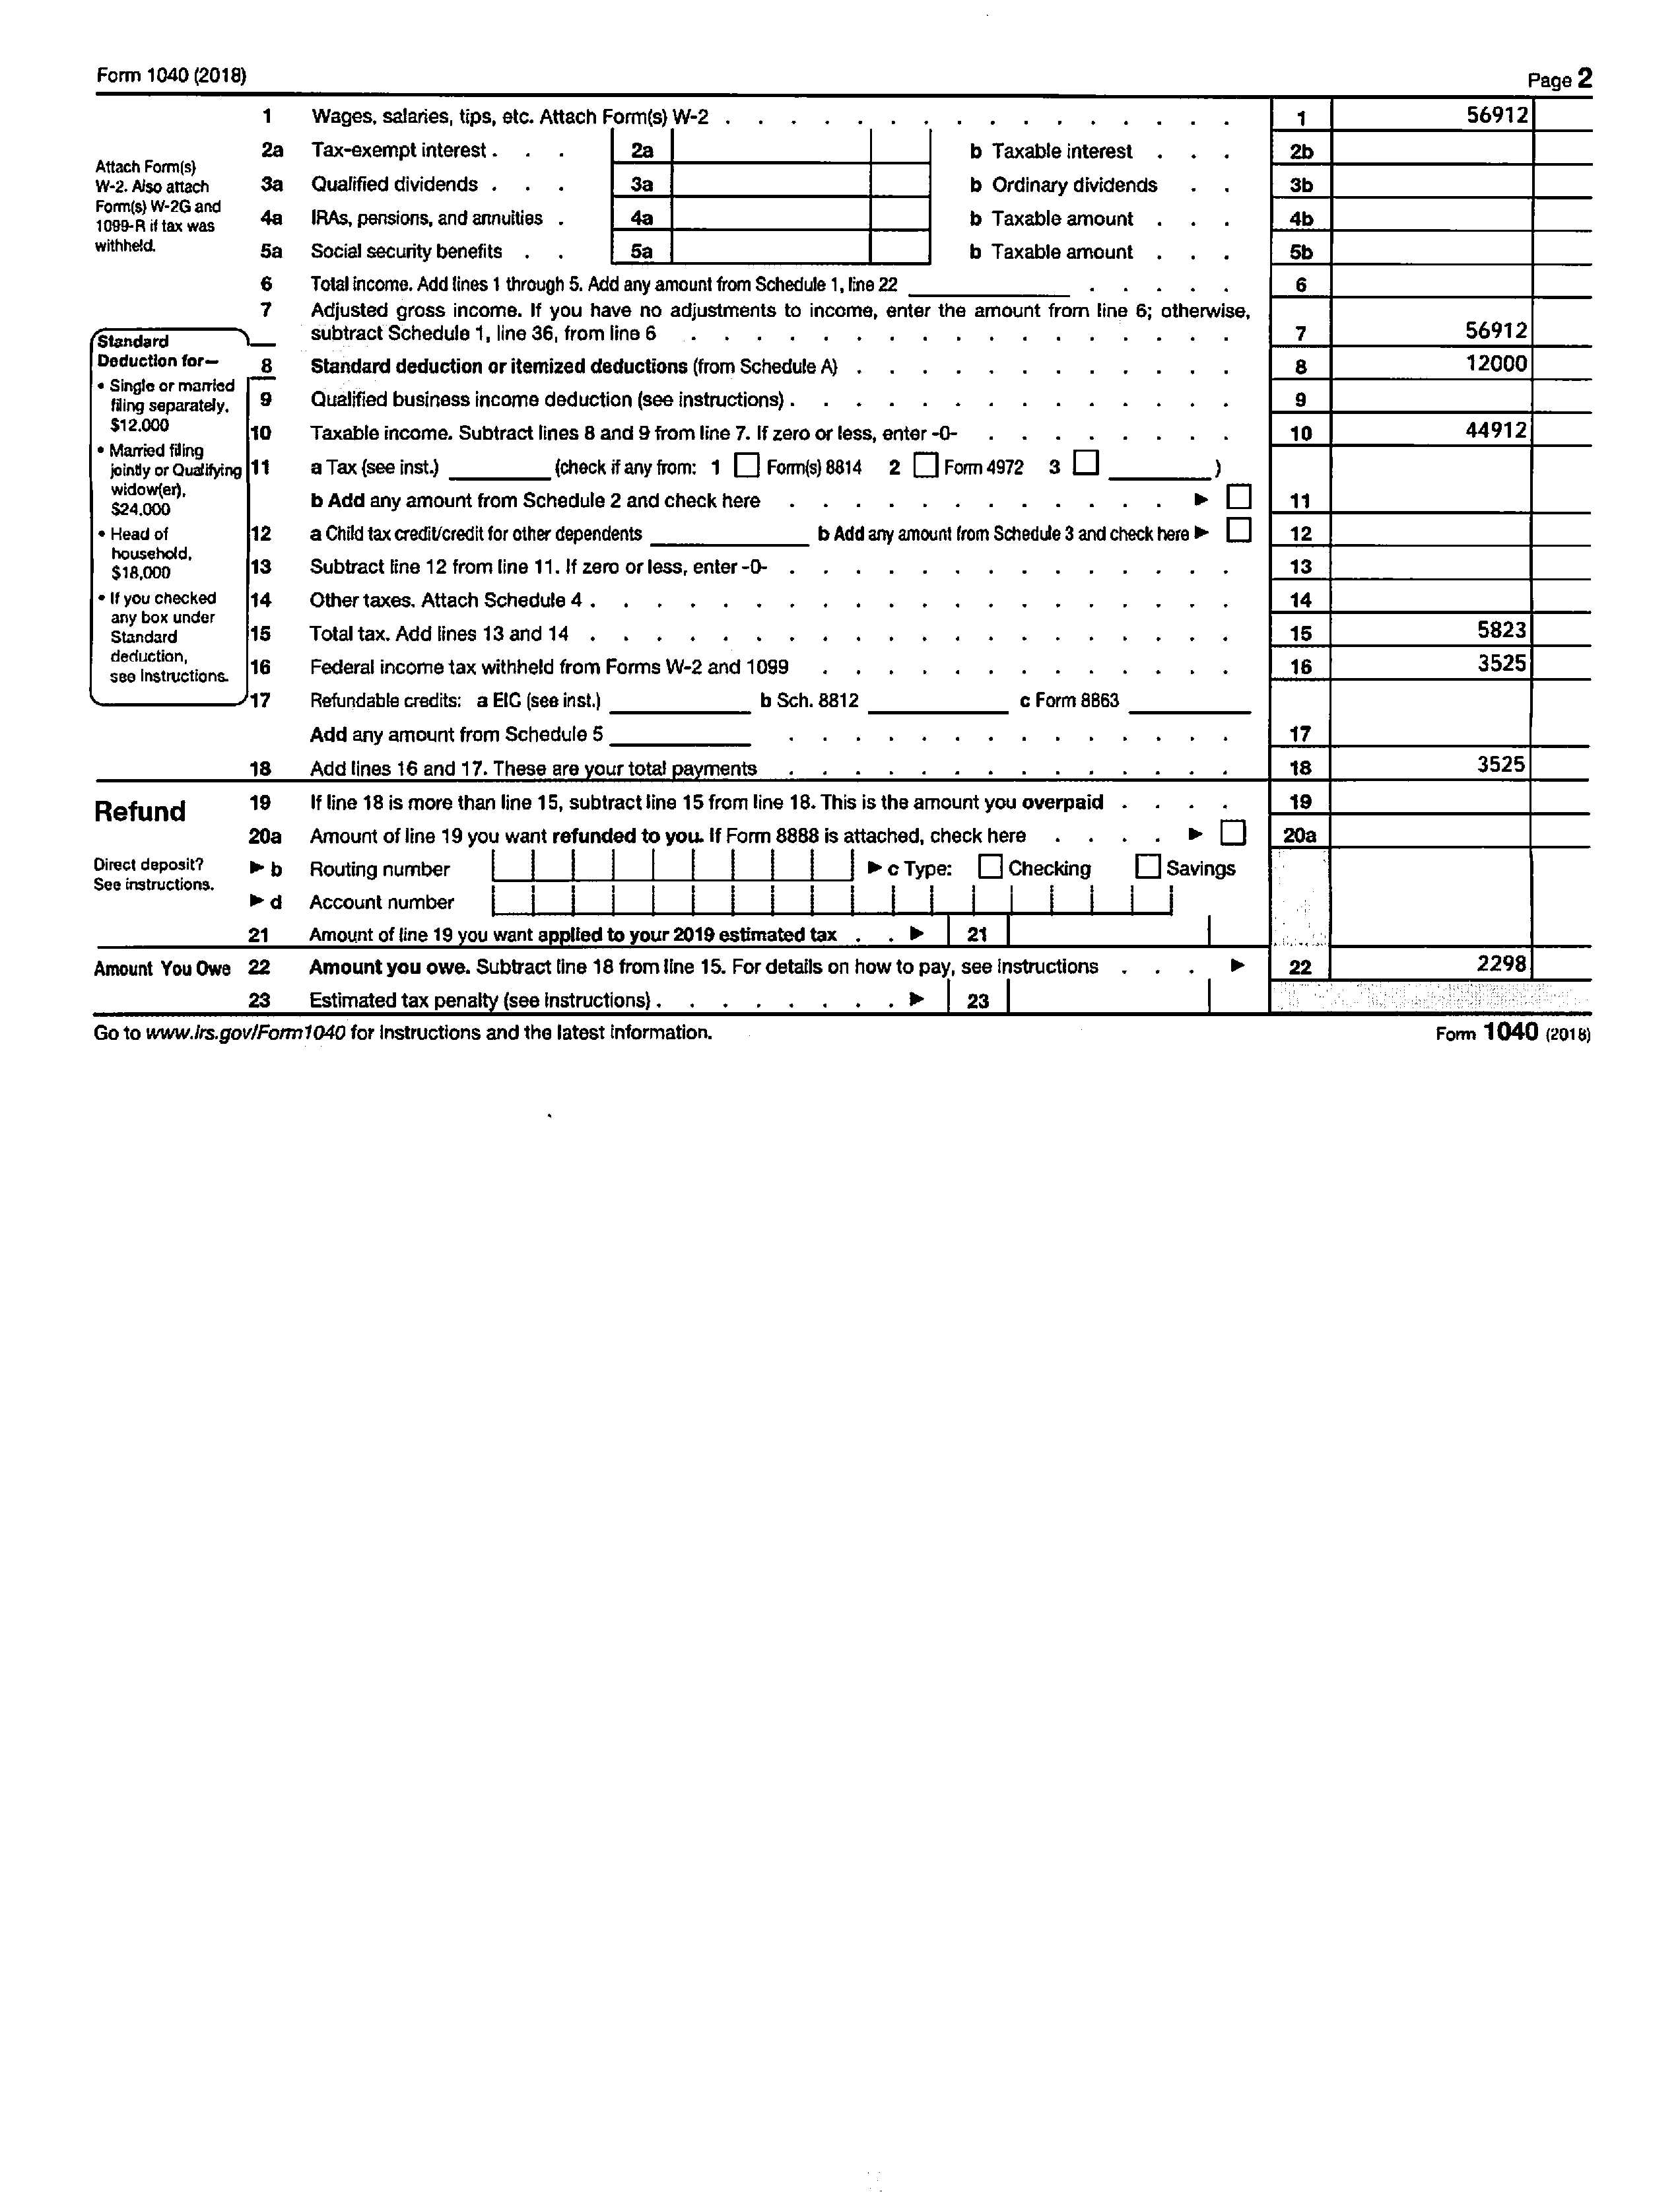 Form 1040 (2018) Page 2
1 Wages, salaries, tips, etc. Attach Form(s) W-2 . . . . . . . . . . . . . . . . 1 56912
2a Tax-exempt interest . . . 2a b Taxable interest . . . 2b
Attach Form(s)
W-2. Also attach
Form(s) W-2G and
1099-R if tax was
withheld.
3a Qualified dividends . . . 3a b Ordinary dividends . . 3b
4a IRAs, pensions, and annuities . 4a b Taxable amount . . . 4b
5a Social security benefits . . 5a b Taxable amount . . . 5b
6 Total income. Add lines 1 through 5. Add any amount from Schedule 1, line 22 . . . . . 6
7 Adjusted gross income. If you have no adjustments to income, enter the amount from line 6; otherwise,
subtract Schedule 1, line 36, from line 6 . . . . . . . . . . . . . . . . . 7 56912
Standard
Deduction for—
• Single or married
filing separately,
$12,000
• Married filing
jointly or Qualifying
widow(er),
$24,000
• Head of
household,
$18,000
• If you checked
any box under
Standard
deduction,
see Instructions.
8 Standard deduction or itemized deductions (from Schedule A) . . . . . . . . . . . . 8 12000
9 Qualified business income deduction (see instructions) . . . . . . . . . . . . . . 9
10 Taxable income. Subtract lines 8 and 9 from line 7. If zero or less, enter -0- . . . . . . . . 10 44912
11 a Tax (see inst.) (check if any from: 1 Form(s) 8814 2 Form 4972 3 )
b Add any amount from Schedule 2 and check here . . . . . . . . . . . . ► 11
12 a Child tax credit/credit for other dependents b Add any amount from Schedule 3 and check here ► 12
13 Subtract line 12 from line 11. If zero or less, enter -0- . . . . . . . . . . . . . . 13
14 Other taxes. Attach Schedule 4 . . . . . . . . . . . . . . . . . . . . 14
15 Total tax. Add lines 13 and 14 . . . . . . . . . . . . . . . . . . . . 15 5823
16 Federal income tax withheld from Forms W-2 and 1099 . . . . . . . . . . . . . 16 3525
17 Refundable credits: a EIC (see inst.) b Sch. 8812 c Form 8863
Add any amount from Schedule 5 . . . . . . . . . . . . . . 17
18 Add lines 16 and 17. These are your total payments . . . . . . . . . . . . . . 18 3525
Refund 19 If line 18 is more than line 15, subtract line 15 from line 18. This is the amount you overpaid . . . . 19
20a Amount of line 19 you want refunded to you. If Form 8888 is attached, check here . . . . ► 20a
Direct deposit?
See instructions.
► b Routing number ► c Type: Checking Savings
► d Account number
21 Amount of line 19 you want applied to your 2019 estimated tax . . ► 21
Amount You Owe 22 Amount you owe. Subtract line 18 from line 15. For details on how to pay, see instructions . . . ► 22 2298
23 Estimated tax penalty (see instructions) . . . . . . . . ► 23
Go to www.irs.gov/Form1040 for instructions and the latest information. Form 1040 (2018)